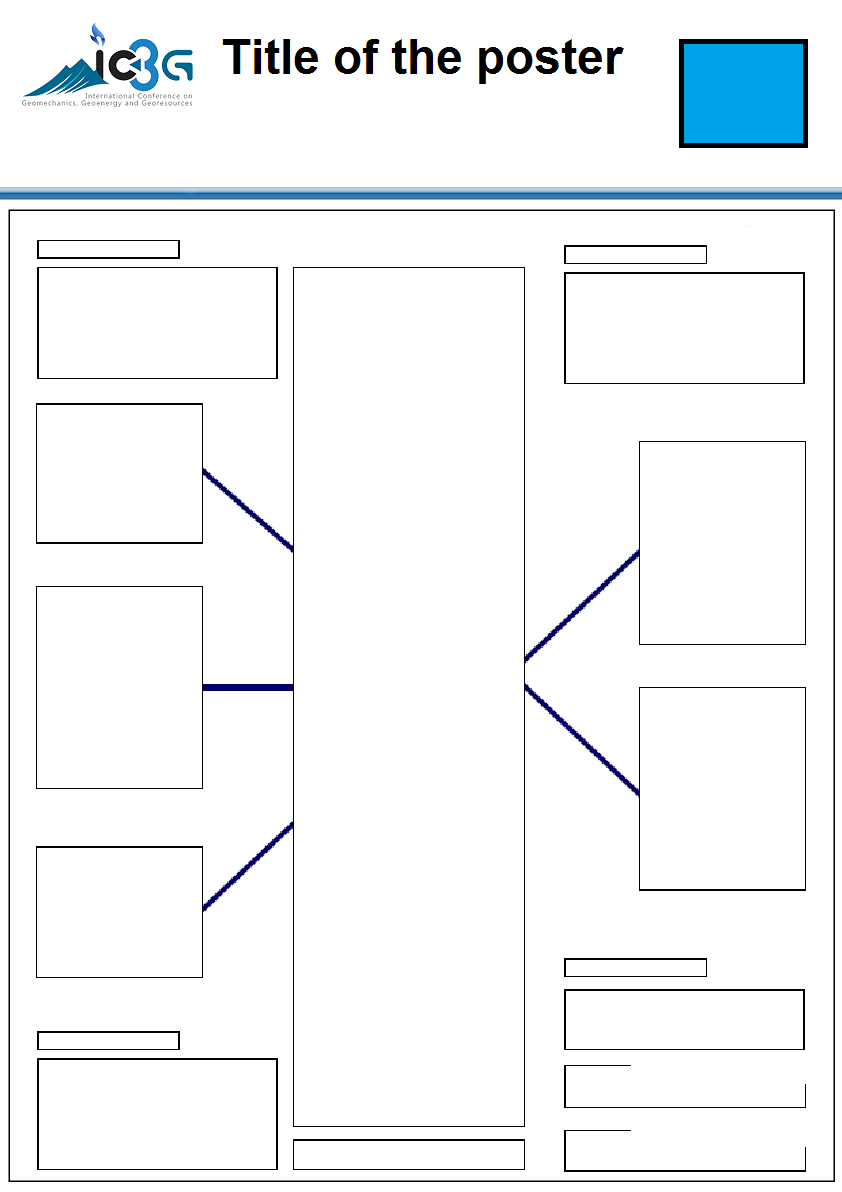 ic3G
Title of the poster
International Conference on
Geomechanics, Geoenergy and Georesources